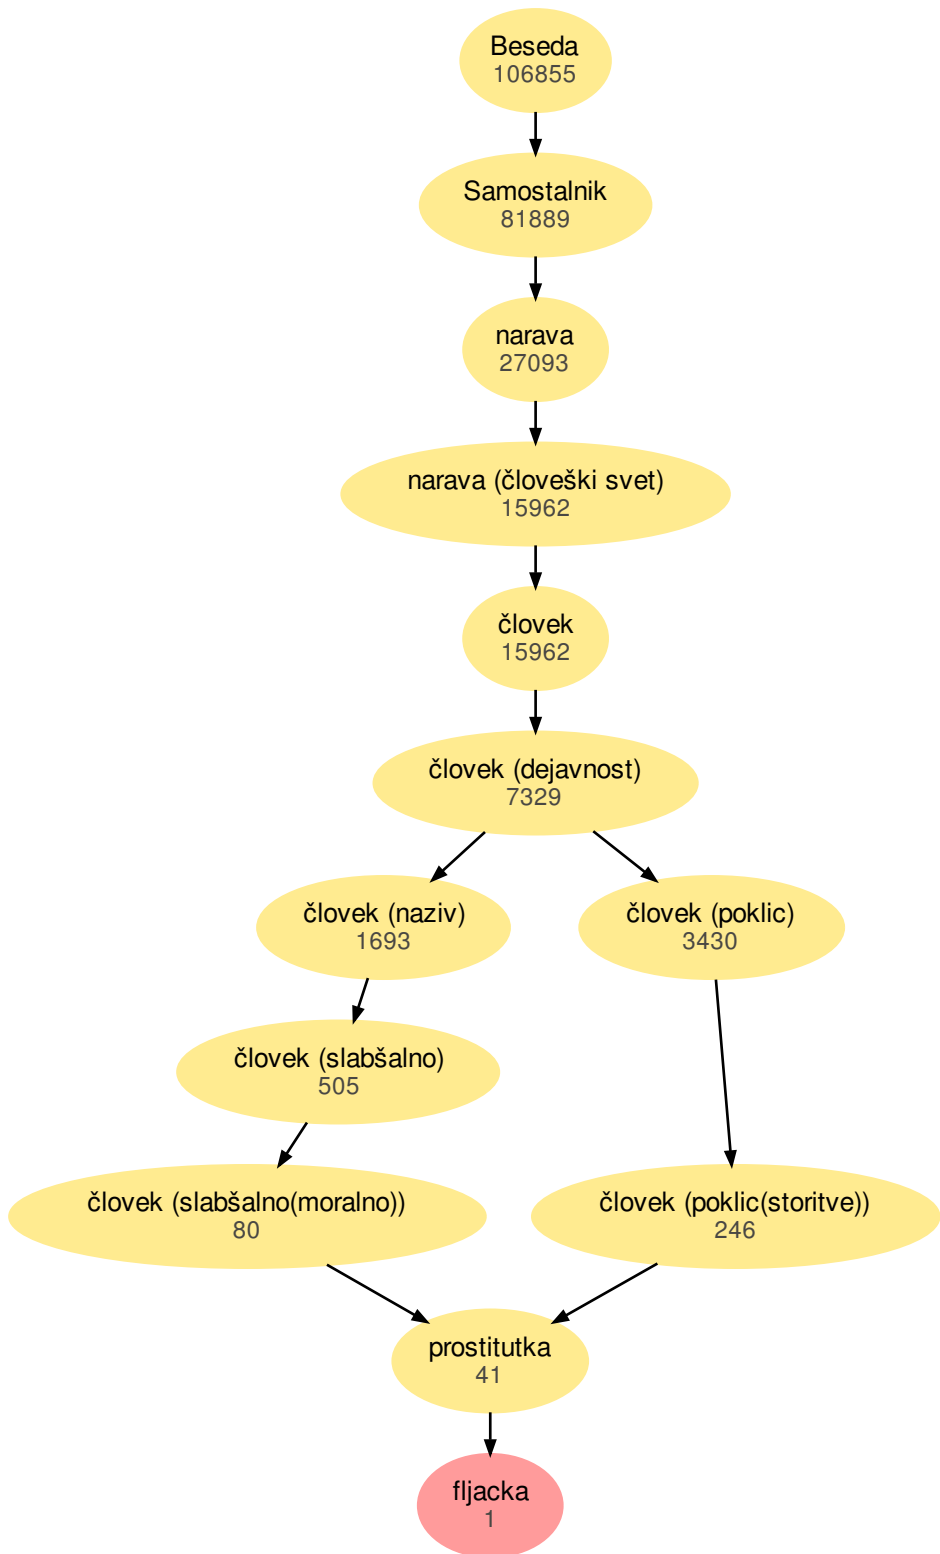 Beseda
106855
Samostalnik
81889
narava
27093
narava (človeški svet)
15962
človek
15962
človek (dejavnost)
7329
človek (naziv)
1693
človek (poklic)
3430
človek (slabšalno)
505
človek (slabšalno(moralno))
80
človek (poklic(storitve))
246
prostitutka
41
fljacka
1